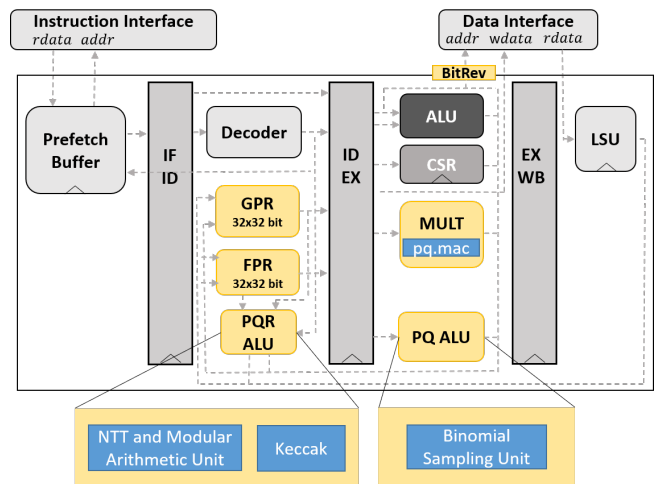 Instruction Interface
rdata addr
Data Interface
addr wdata rdata
BitRev
Prefetch
Buffer
IF
ID
Decoder
ID
EX
ALU
CSR
EX
WB
LSU
GPR
32x32 bit
FPR
32x32 bit
MULT
pq.mac
PQR
ALU
PQ ALU
NTT and Modular
Arithmetic Unit
Keccak
Binomial
Sampling Unit